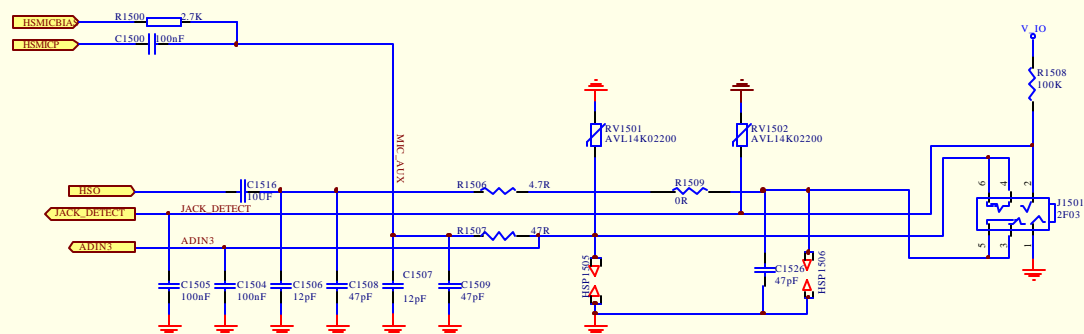 HSMICBIAS
R1500
2.7K
HSMICP
C1500
100nF
V_IO
R1508
100K
RV1501
AVL14K02200
RV1502
AVL14K02200
MIC_AUX
HSO
C1516
10UF
R1506
4.7R
R1509
0R
JACK_DETECT
JACK_DETECT
R1507
47R
ADIN3
ADIN3
6
4
2
J1501
2F03
5
3
1
C1505
100nF
C1504
100nF
C1506
12pF
C1508
47pF
C1507
12pF
C1509
47pF
HSP1505
C1526
47pF
HSP1506